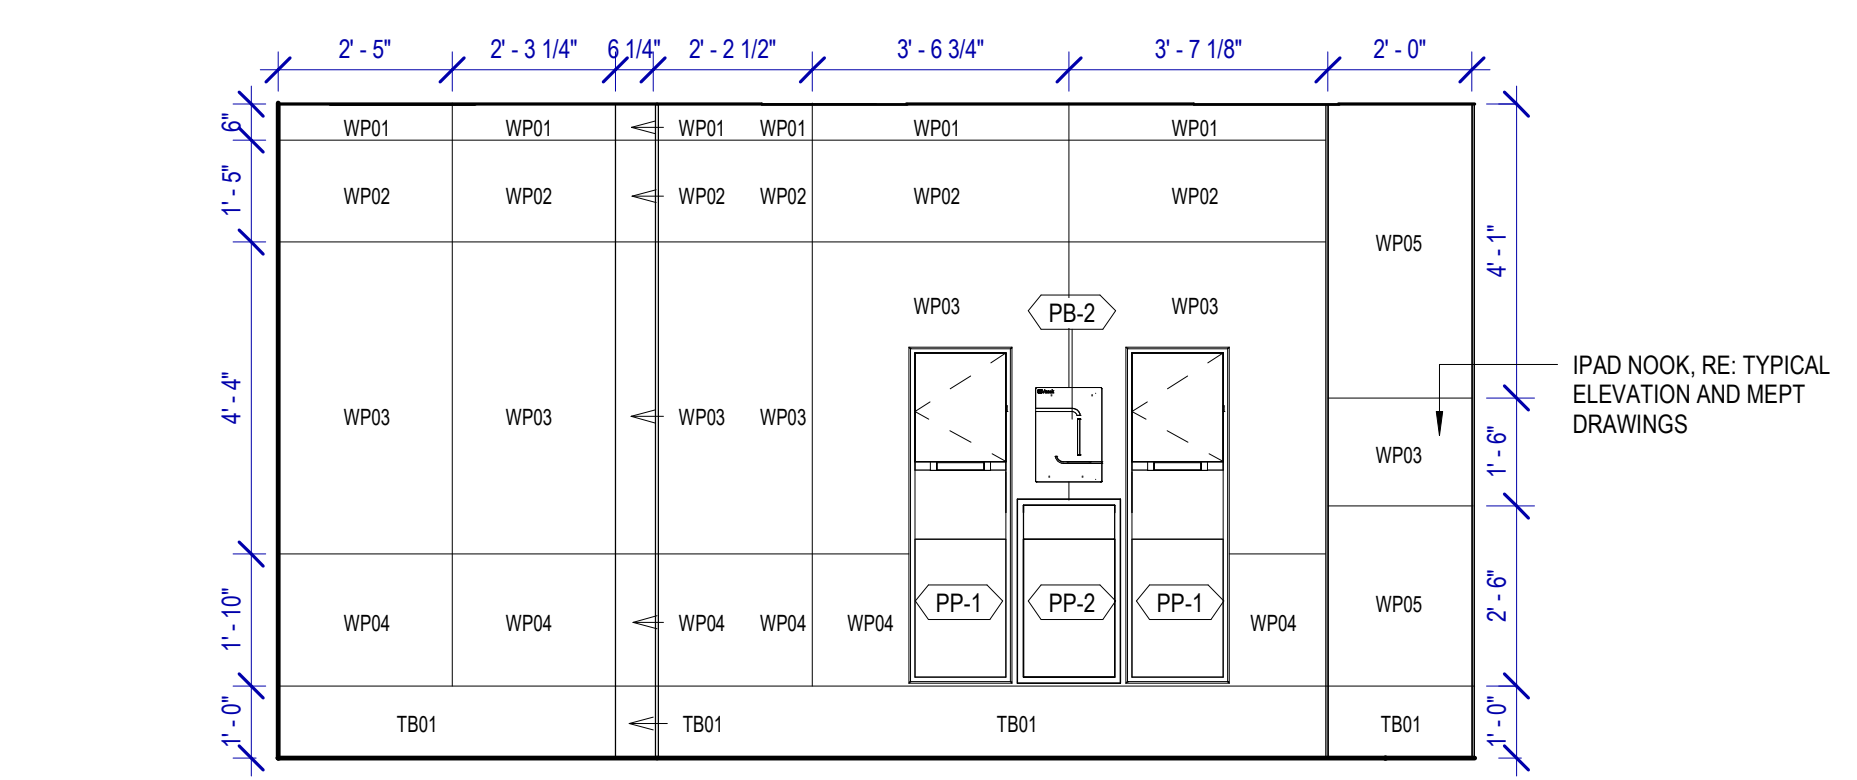 2' - 5" 2' - 3 1/4" 6 1/4" 2' - 2 1/2" 3' - 6 3/4" 3' - 7 1/8" 2' - 0"
6" WP01 WP01 WP01 WP01 WP01 WP01
1' - 5" WP02 WP02 WP02 WP02 WP02 WP02
WP05 4' - 1"
WP03 PB-2 WP03
IPAD NOOK, RE: TYPICAL
ELEVATION AND MEPT
DRAWINGS
4' - 4" WP03 WP03 WP03 WP03
WP03 1' - 6"
1' - 10" WP04 WP04 WP04 WP04 WP04 PP-1 PP-2 PP-1 WP04 WP05 2' - 6"
1' - 0" TB01 TB01 TB01 TB01 1' - 0"